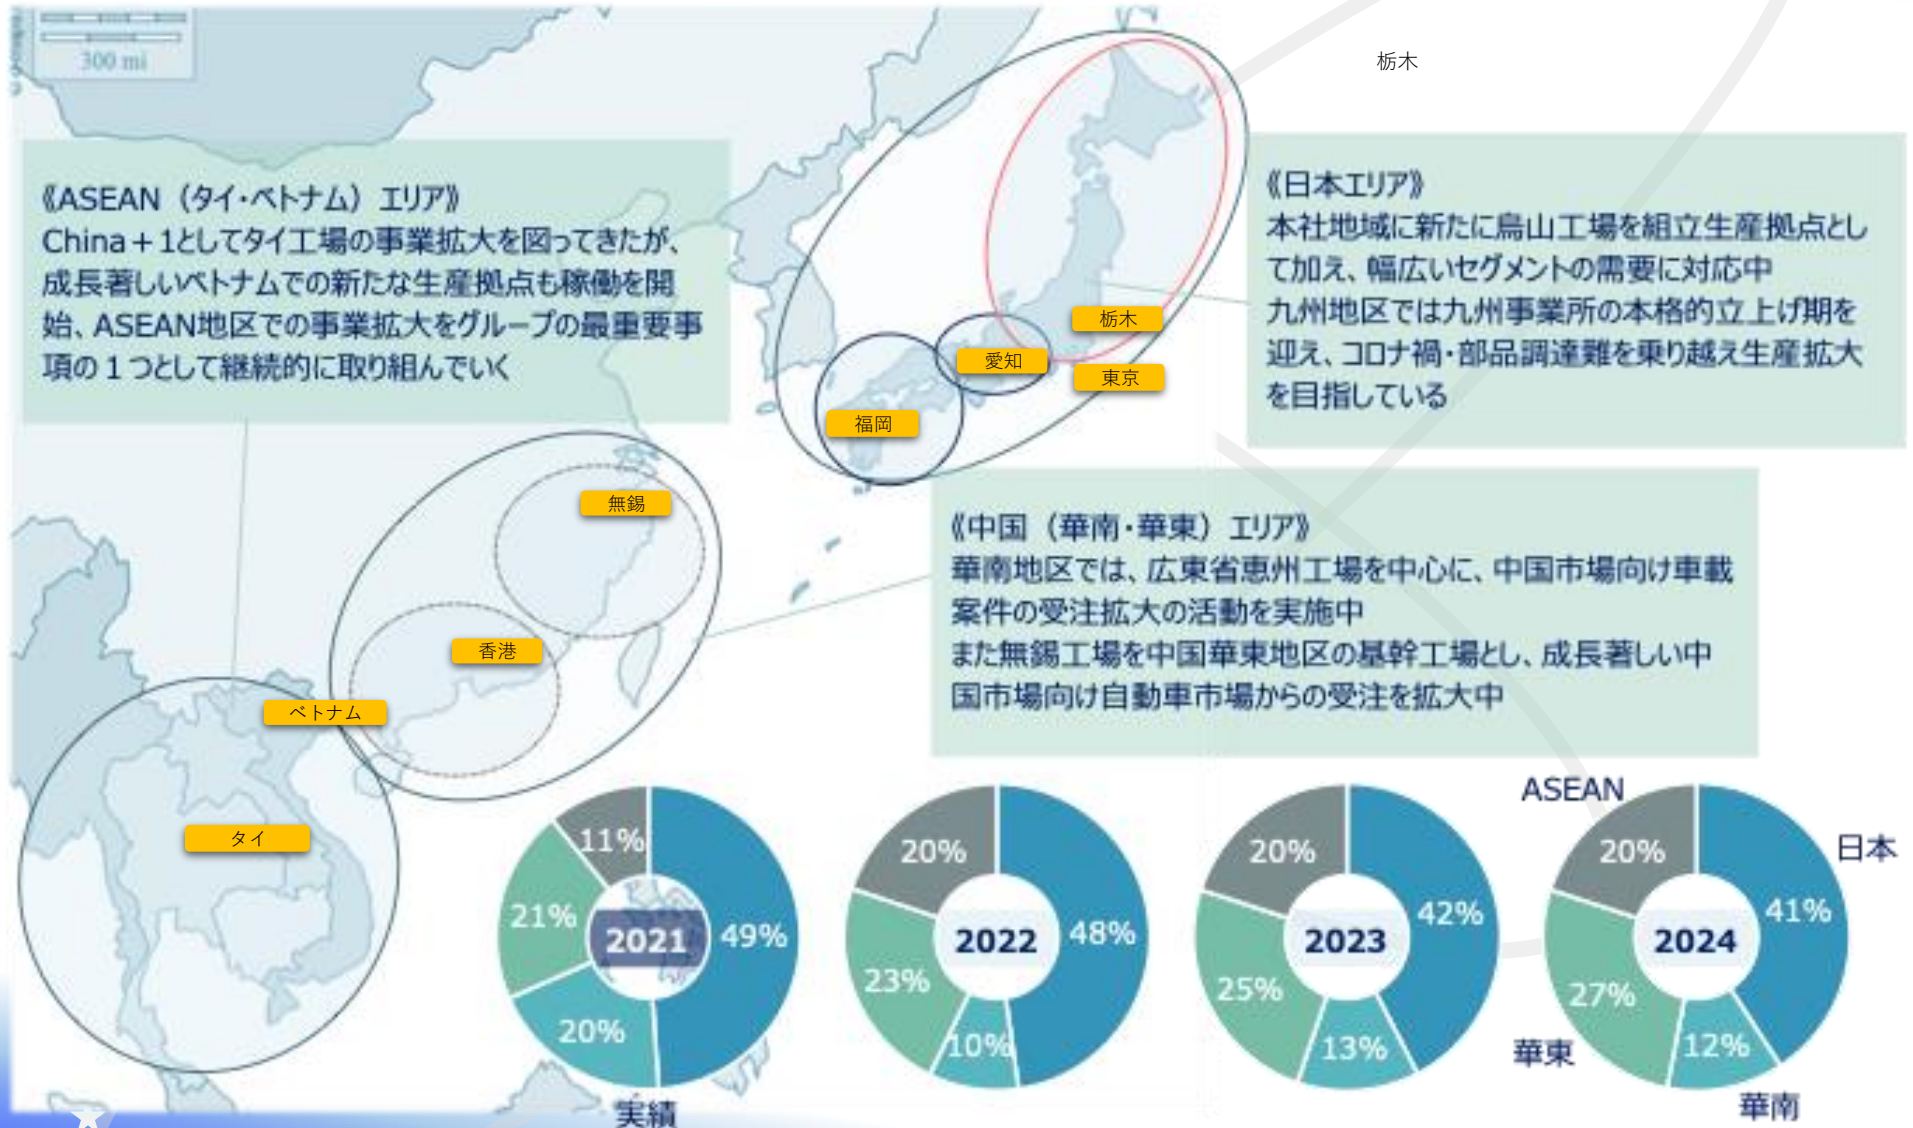 300 mi
栃木
《ASEAN（タイ・ベトナム）エリア》
China＋1としてタイ工場の事業拡大を図ってきたが、
成長著しいベトナムでの新たな生産拠点も稼働を開
始、ASEAN地区での事業拡大をグループの最重要事
項の１つとして継続的に取り組んでいく
《日本エリア》
本社地域に新たに烏山工場を組立生産拠点とし
て加え、幅広いセグメントの需要に対応中
九州地区では九州事業所の本格的立上げ期を
迎え、コロナ禍・部品調達難を乗り越え生産拡大
を目指している
栃木
愛知
東京
福岡
無錫
香港
ベトナム
タイ
《中国（華南・華東）エリア》
華南地区では、広東省恵州工場を中心に、中国市場向け車載
案件の受注拡大の活動を実施中
また無錫工場を中国華東地区の基幹工場とし、成長著しい中
国市場向け自動車市場からの受注を拡大中
11%
21%
2021
49%
20%
実績
20%
23%
2022
48%
10%
20%
25%
2023
42%
13%
ASEAN
日本
20%
27%
2024
41%
12%
華東
華南